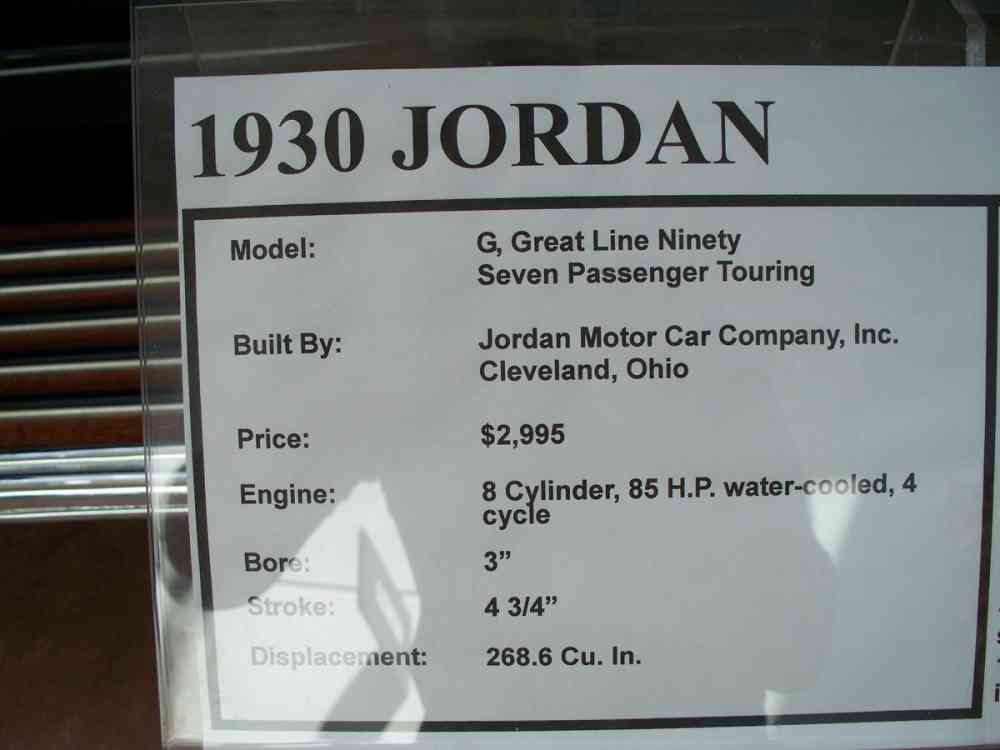 1930 JORDAN
Model: G, Great Line Ninety
Seven Passenger Touring
Built By: Jordan Motor Car Company, Inc.
Cleveland, Ohio
Price: $2,995
Engine: 8 Cylinder, 85 H.P. water-cooled, 4
cycle
Bore: 3”
Stroke: 4 3/4”
Displacement: 268.6 Cu. In.